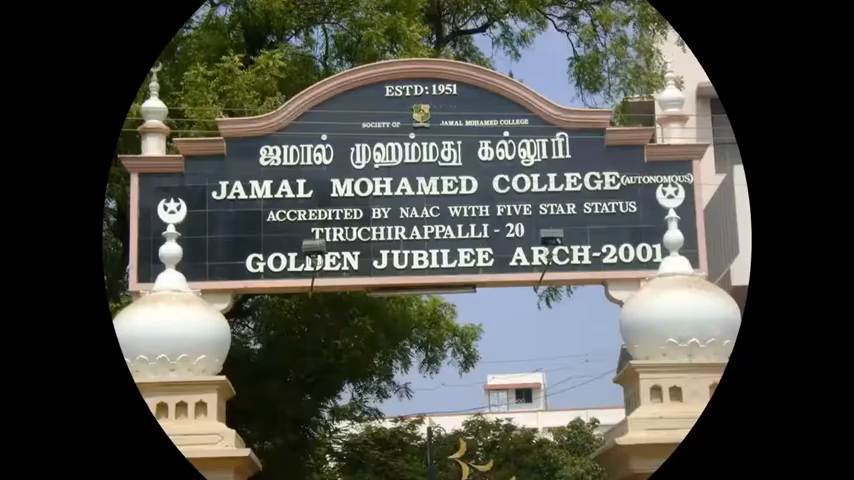 ESTD: 1951
SOCIETY OF JAMAL MOHAMED COLLEGE
ஜமால் முஹம்மது கல்லூரி
JAMAL MOHAMED COLLEGE (AUTONOMOUS)
ACCREDITED BY NAAC WITH FIVE STAR STATUS
TIRUCHIRAPPALLI - 20
GOLDEN JUBILEE ARCH-2001